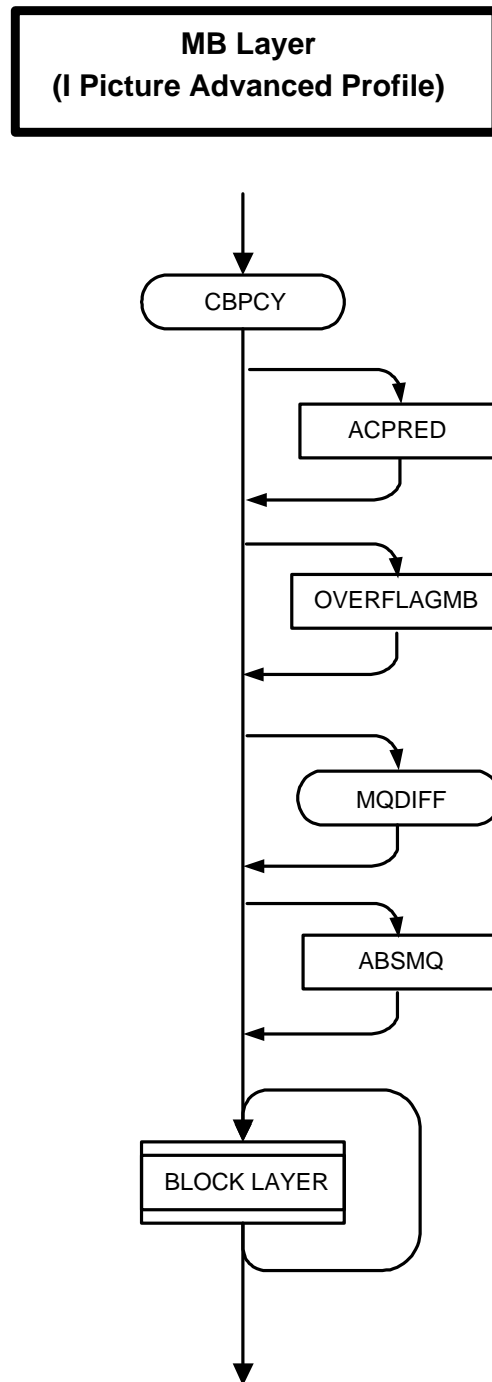 MB Layer
(I Picture Advanced Profile)
CBPCY
ACPRED
OVERFLAGMB
MQDIFF
ABSMQ
BLOCK LAYER